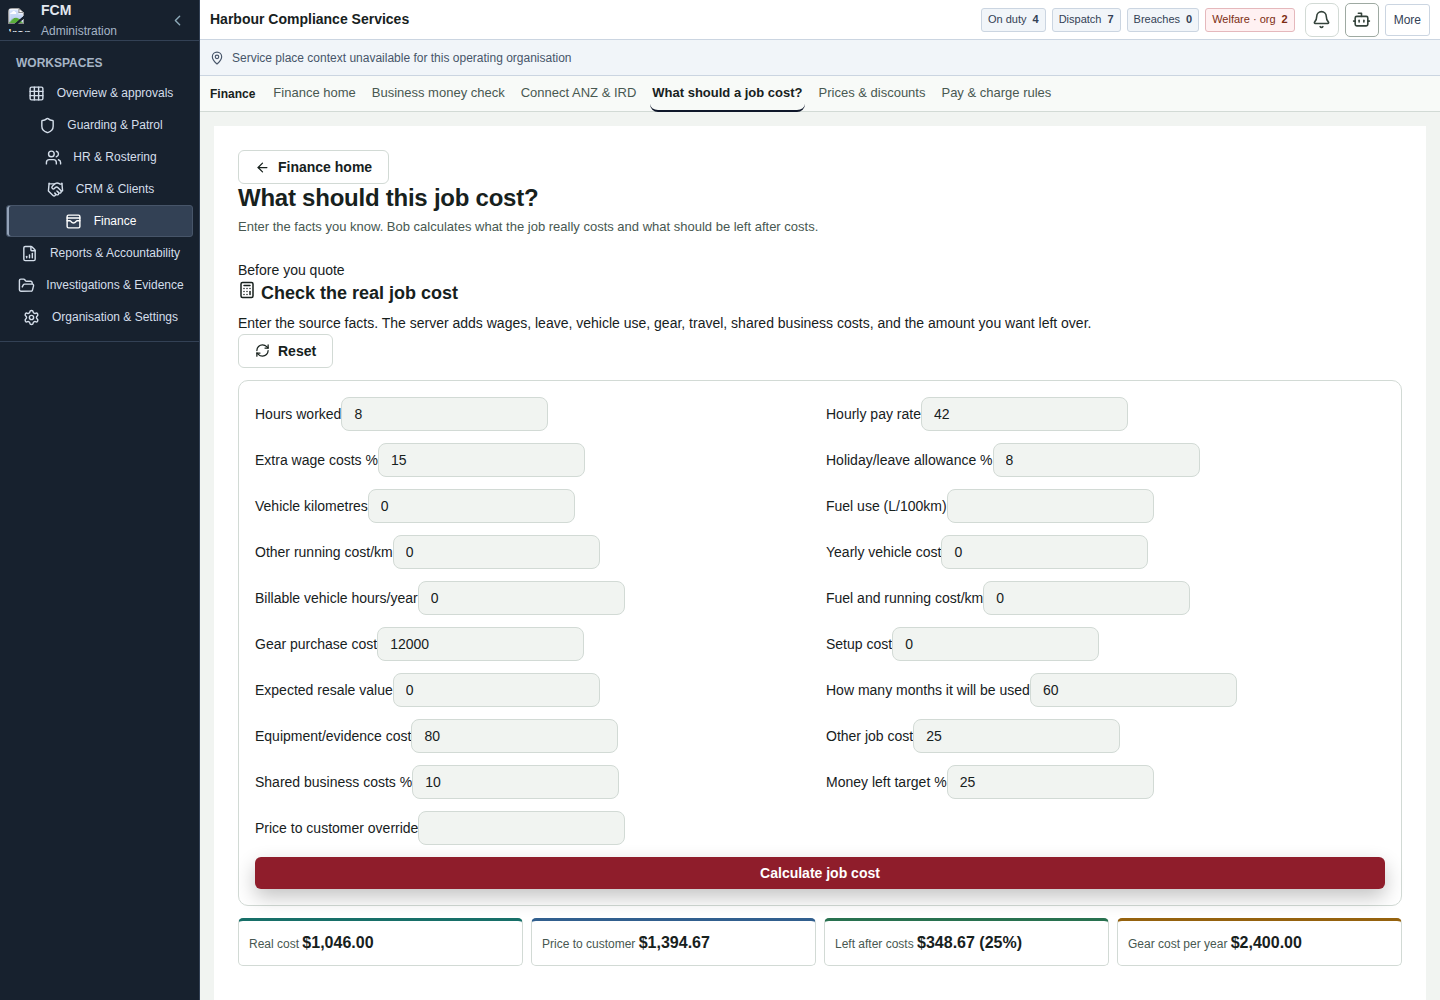 FCM
Administration
WORKSPACES
Overview & approvals
Guarding & Patrol
HR & Rostering
CRM & Clients
Finance
Reports & Accountability
Investigations & Evidence
Organisation & Settings
Harbour Compliance Services
On duty 4
Dispatch 7
Breaches 0
Welfare · org 2
More
Service place context unavailable for this operating organisation
Finance
Finance home
Business money check
Connect ANZ & IRD
What should a job cost?
Prices & discounts
Pay & charge rules
Finance home
What should this job cost?
Enter the facts you know. Bob calculates what the job really costs and what should be left after costs.
Before you quote
Check the real job cost
Enter the source facts. The server adds wages, leave, vehicle use, gear, travel, shared business costs, and the amount you want left over.
Reset
Hours worked 8
Hourly pay rate 42
Extra wage costs % 15
Holiday/leave allowance % 8
Vehicle kilometres 0
Fuel use (L/100km)
Other running cost/km 0
Yearly vehicle cost 0
Billable vehicle hours/year 0
Fuel and running cost/km 0
Gear purchase cost 12000
Setup cost 0
Expected resale value 0
How many months it will be used 60
Equipment/evidence cost 80
Other job cost 25
Shared business costs % 10
Money left target % 25
Price to customer override
Calculate job cost
Real cost $1,046.00
Price to customer $1,394.67
Left after costs $348.67 (25%)
Gear cost per year $2,400.00